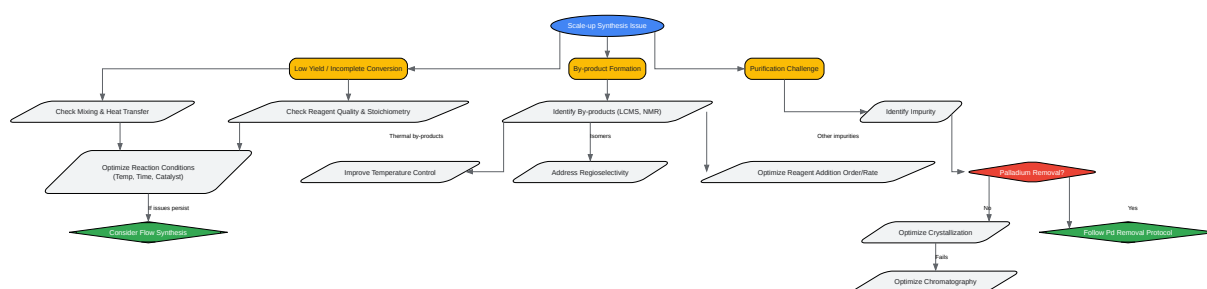 Scale-up Synthesis Issue
Low Yield / Incomplete Conversion
By-product Formation
Purification Challenge
Check Mixing & Heat Transfer
Check Reagent Quality & Stoichiometry
Identify By-products (LCMS, NMR)
Identify Impurity
Thermal by-products
Isomers
Other impurities
Optimize Reaction Conditions
(Temp, Time, Catalyst)
Improve Temperature Control
Address Regioselectivity
Optimize Reagent Addition Order/Rate
Palladium Removal?
If issues persist
No
Yes
Consider Flow Synthesis
Optimize Crystallization
Follow Pd Removal Protocol
Fails
Optimize Chromatography